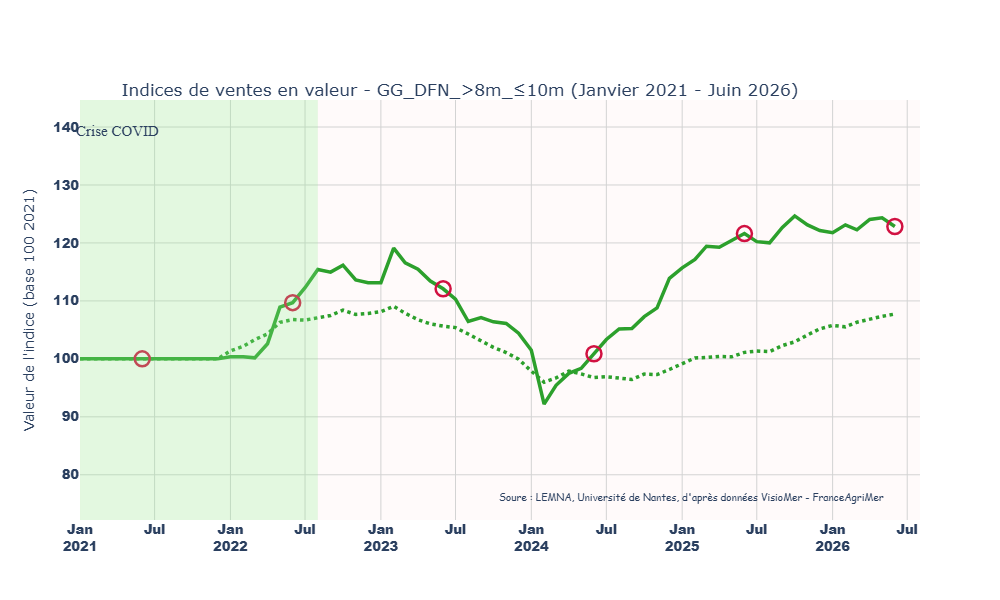 Indices de ventes en valeur - GG_DFN_>8m_≤10m (Janvier 2021 - Juin 2026)
Valeur de l'Indice (base 100 2021)
140
Crise COVID
130
120
110
100
90
80
Soure : LEMNA, Université de Nantes, d'après données VisioMer - FranceAgriMer
Jan Jul Jan Jul Jan Jul Jan Jul Jan Jul Jan Jul
2021 2022 2023 2024 2025 2026